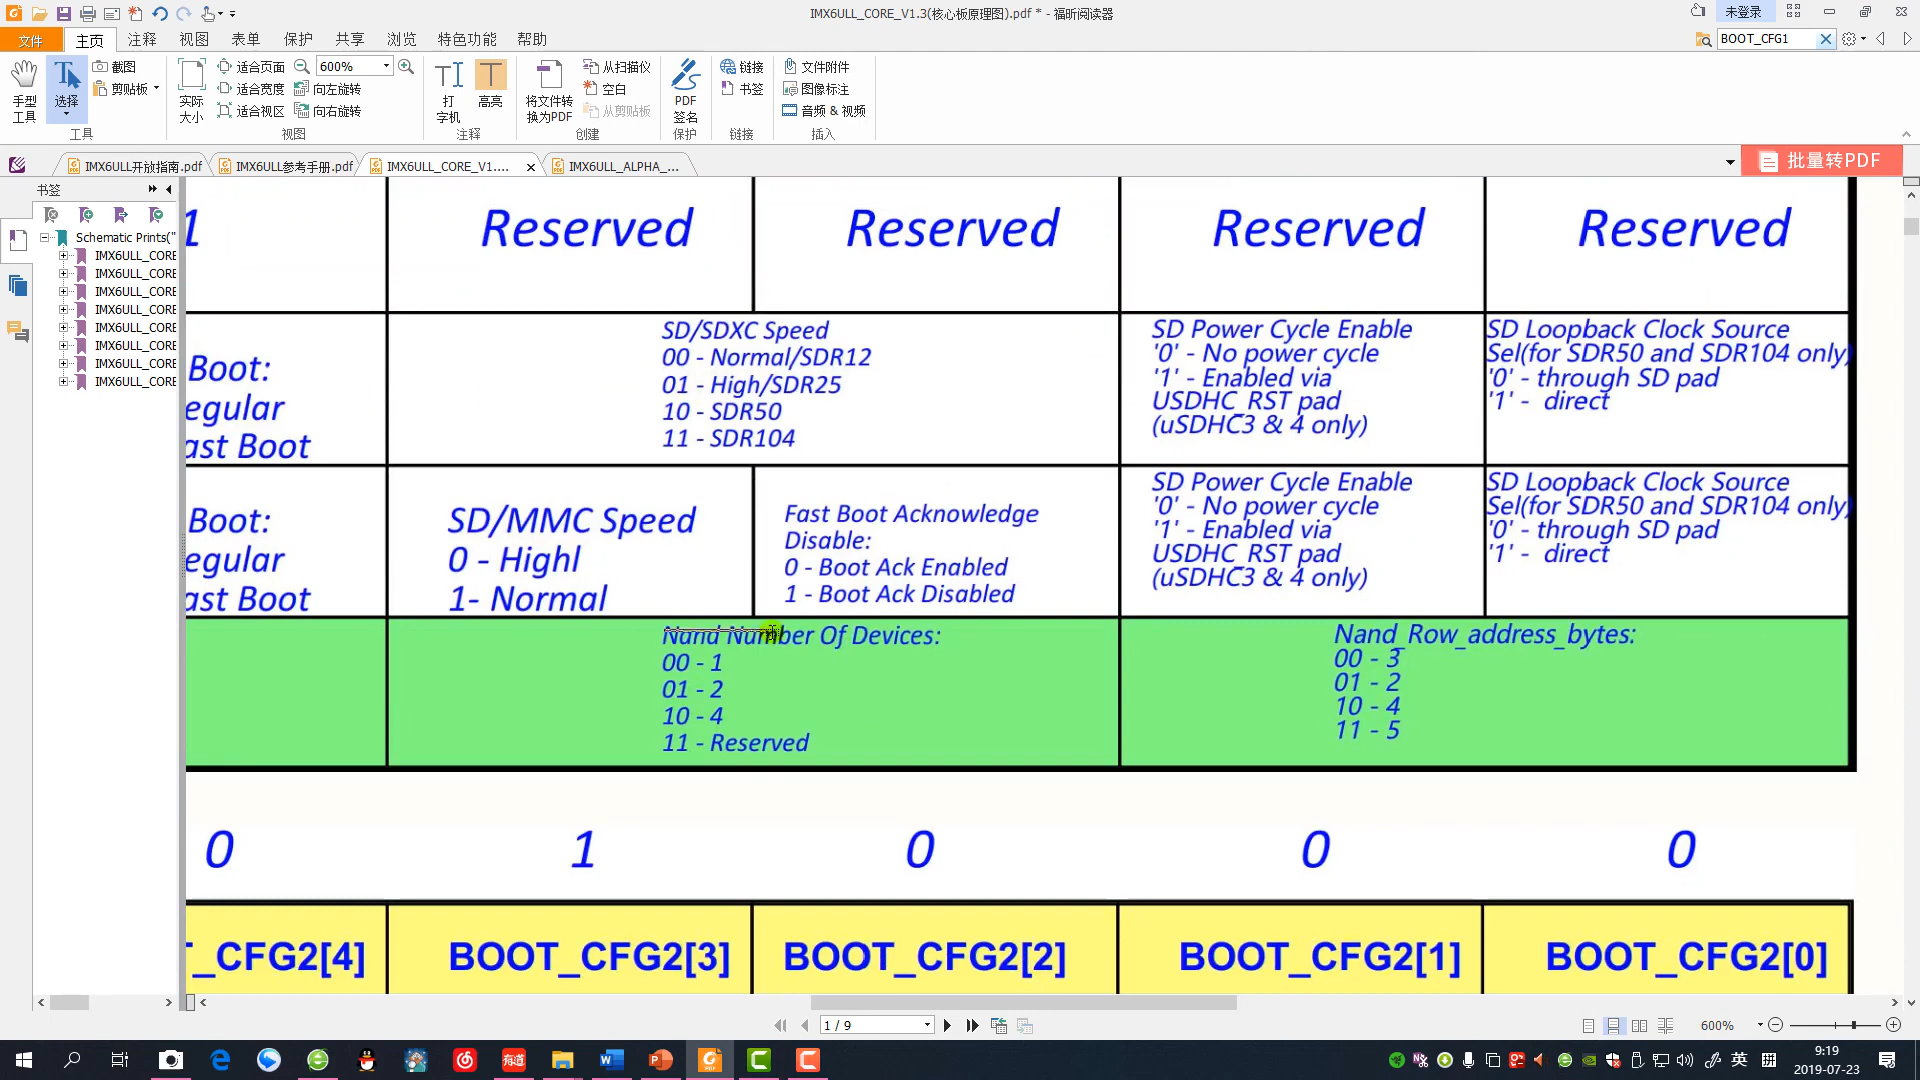 IMX6ULL_CORE_V1.3(核心板原理图).pdf * - 福昕阅读器
未登录
文件 主页 注释 视图 表单 保护 共享 浏览 特色功能 帮助
BOOT_CFG1
手型
工具
选择
截图
剪贴板
工具
实际
大小
适合页面
适合宽度
适合视区
600%
向左旋转
向右旋转
视图
打
字机
高亮
注释
将文件转
换为PDF
从扫描仪
空白
从剪贴板
创建
PDF
签名
保护
链接
书签
链接
文件附件
图像标注
音频 & 视频
插入
IMX6ULL开放指南.pdf IMX6ULL参考手册.pdf IMX6ULL_CORE_V1.... IMX6ULL_ALPHA_...
批量转PDF
书签
Schematic Prints("
IMX6ULL_CORE
IMX6ULL_CORE
IMX6ULL_CORE
IMX6ULL_CORE
IMX6ULL_CORE
IMX6ULL_CORE
IMX6ULL_CORE
IMX6ULL_CORE
1 Reserved Reserved Reserved Reserved
Boot:
egular
ast Boot
SD/SDXC Speed
00 - Normal/SDR12
01 - High/SDR25
10 - SDR50
11 - SDR104
SD Power Cycle Enable
'0' - No power cycle
'1' - Enabled via
USDHC_RST pad
(uSDHC3 & 4 only)
SD Loopback Clock Source
Sel(for SDR50 and SDR104 only)
'0' - through SD pad
'1' - direct
Boot:
egular
ast Boot
SD/MMC Speed
0 - Highl
1- Normal
Fast Boot Acknowledge
Disable:
0 - Boot Ack Enabled
1 - Boot Ack Disabled
SD Power Cycle Enable
'0' - No power cycle
'1' - Enabled via
USDHC_RST pad
(uSDHC3 & 4 only)
SD Loopback Clock Source
Sel(for SDR50 and SDR104 only)
'0' - through SD pad
'1' - direct
Nand Number Of Devices:
00 - 1
01 - 2
10 - 4
11 - Reserved
Nand_Row_address_bytes:
00 - 3
01 - 2
10 - 4
11 - 5
0 1 0 0 0
T_CFG2[4] BOOT_CFG2[3] BOOT_CFG2[2] BOOT_CFG2[1] BOOT_CFG2[0]
1 / 9
600%
有道
英
9:19
2019-07-23